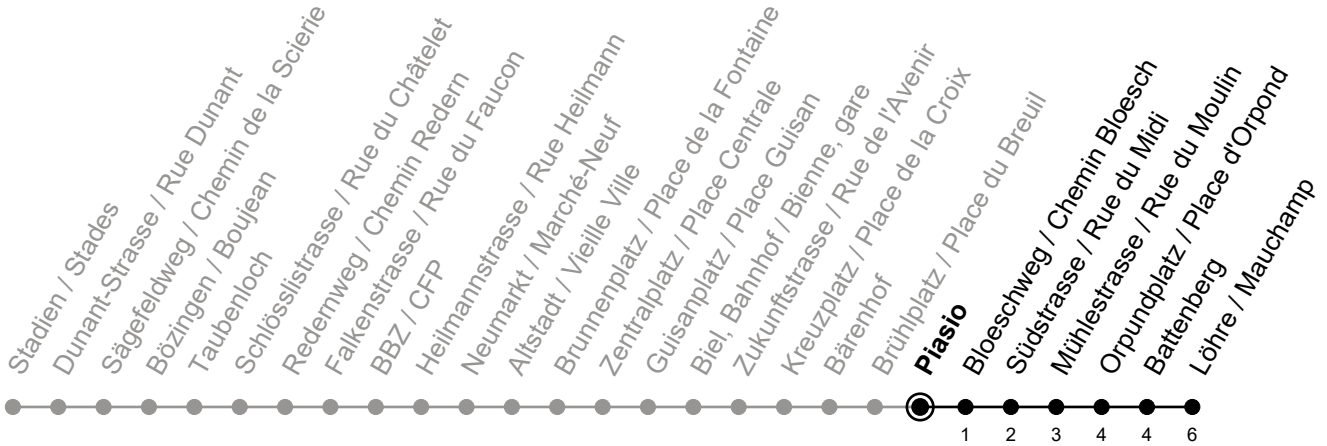 Stadien / Stades
Dumant-Strasse / Rue Dunant
Sägefeldweg / Chemin de la Scierie
Bözingen / Boujean
Taubenloch
Schlösslistrasse / Rue du Châtelet
Redernweg / Chemin Redern
Falkenstrasse / Rue du Faucon
BBZ / CFP
Heilmannstrasse / Rue Heilmann
Neumarkt / Marché-Neuf
Altstadt / Vieille Ville
Brunnenplatz / Place de la Fontaine
Zentralplatz / Place Centrale
Guisanplatz / Place Guisan
Biel, Bahnhof / Bienne, gare
Zukunftstrasse / Rue de l'Avenir
Kreuzplatz / Place de la Croix
Bärenhof
Brühlplatz / Place du Breuil
Piasio
Bloeschweg / Chemin Bloesch
Südstrasse / Rue du Midi
Mühlestrasse / Rue du Moulin
Orpundplatz / Place d'Orpond
Battenberg
Löhre / Mauchamp
1 2 3 4 4 6